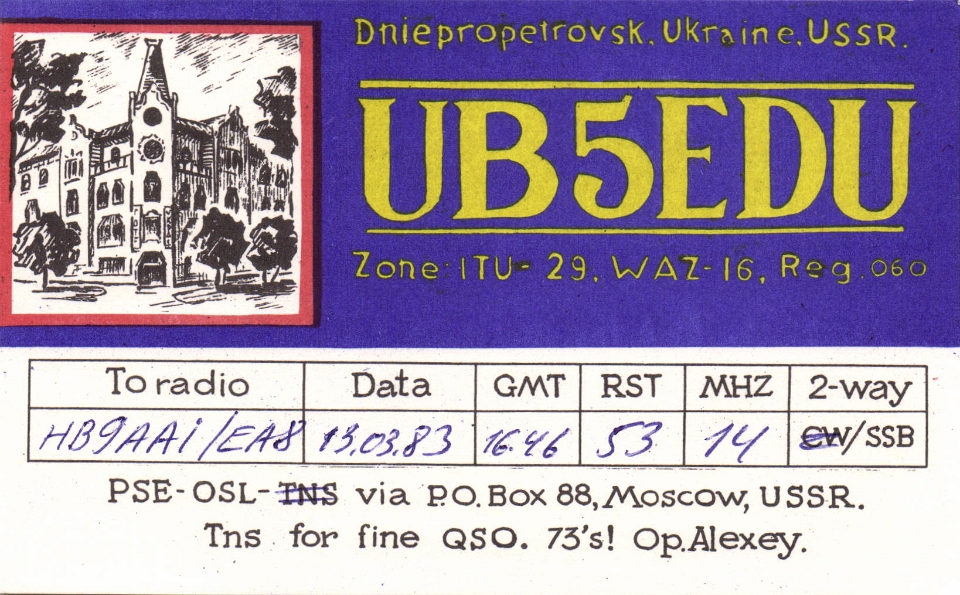 Dniepropetrovsk, Ukraine, USSR.
UB5EDU
Zone ITU- 29, WAZ-16, Reg. 060
To radio Data GMT RST MHZ 2-way
HB9AAI/EA8 13.03.83 16.46 53 14 CW/SSB
PSE-QSL-TNS via P.O. Box 88, Moscow, USSR.
Tns for fine QSO. 73's! Op. Alexey.